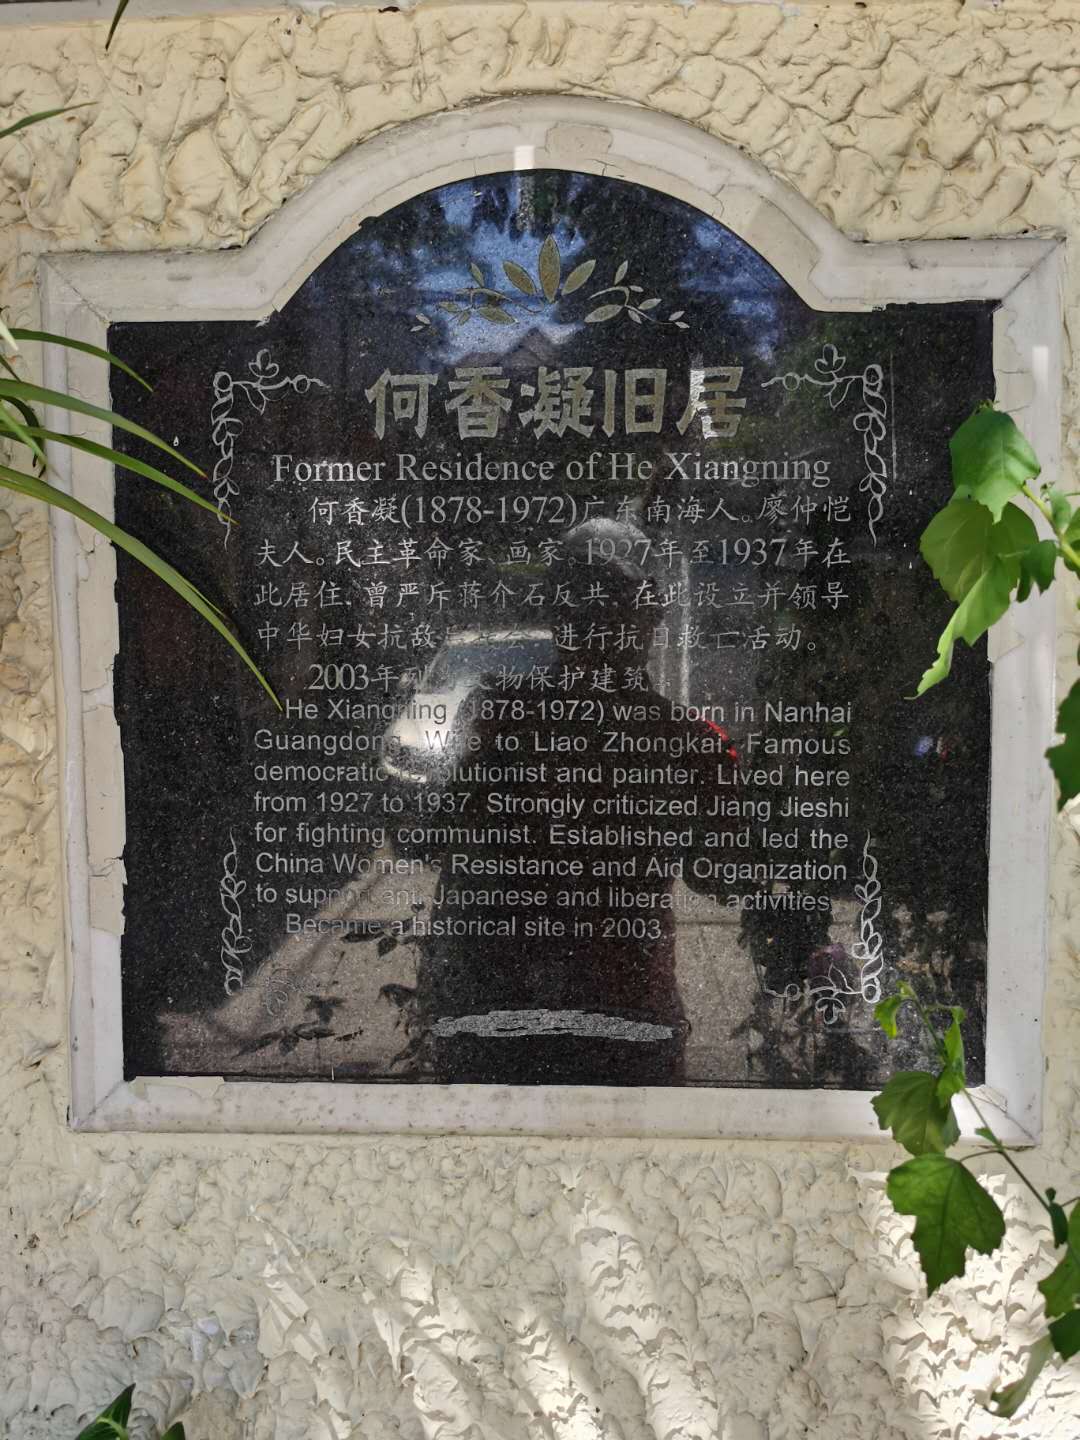 何香凝旧居
Former Residence of He Xiangning
何香凝(1878-1972)广东南海人。廖仲恺
夫人。民主革命家、画家。1927年至1937年在
此居住,曾严斥蒋介石反共,在此设立并领导
中华妇女抗敌 会 进行抗日救亡活动。
2003年列 文物保护建筑。
He Xiangning (1878-1972) was born in Nanhai
Guangdong. Wife to Liao Zhongkai. Famous
democratic revolutionist and painter. Lived here
from 1927 to 1937. Strongly criticized Jiang Jieshi
for fighting communist. Established and led the
China Women's Resistance and Aid Organization
to support anti Japanese and liberation activities.
Became a historical site in 2003.